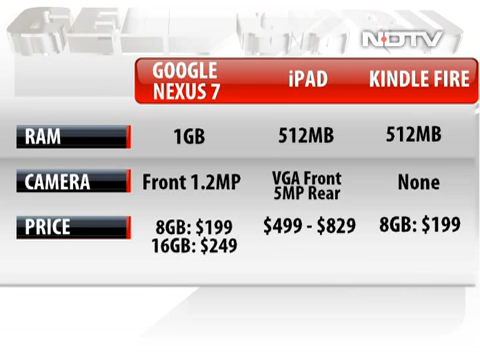 NDTV
GOOGLE NEXUS 7
iPAD
KINDLE FIRE
RAM
1GB
512MB
512MB
CAMERA
Front 1.2MP
VGA Front
5MP Rear
None
PRICE
8GB: $199
16GB: $249
$499 - $829
8GB: $199